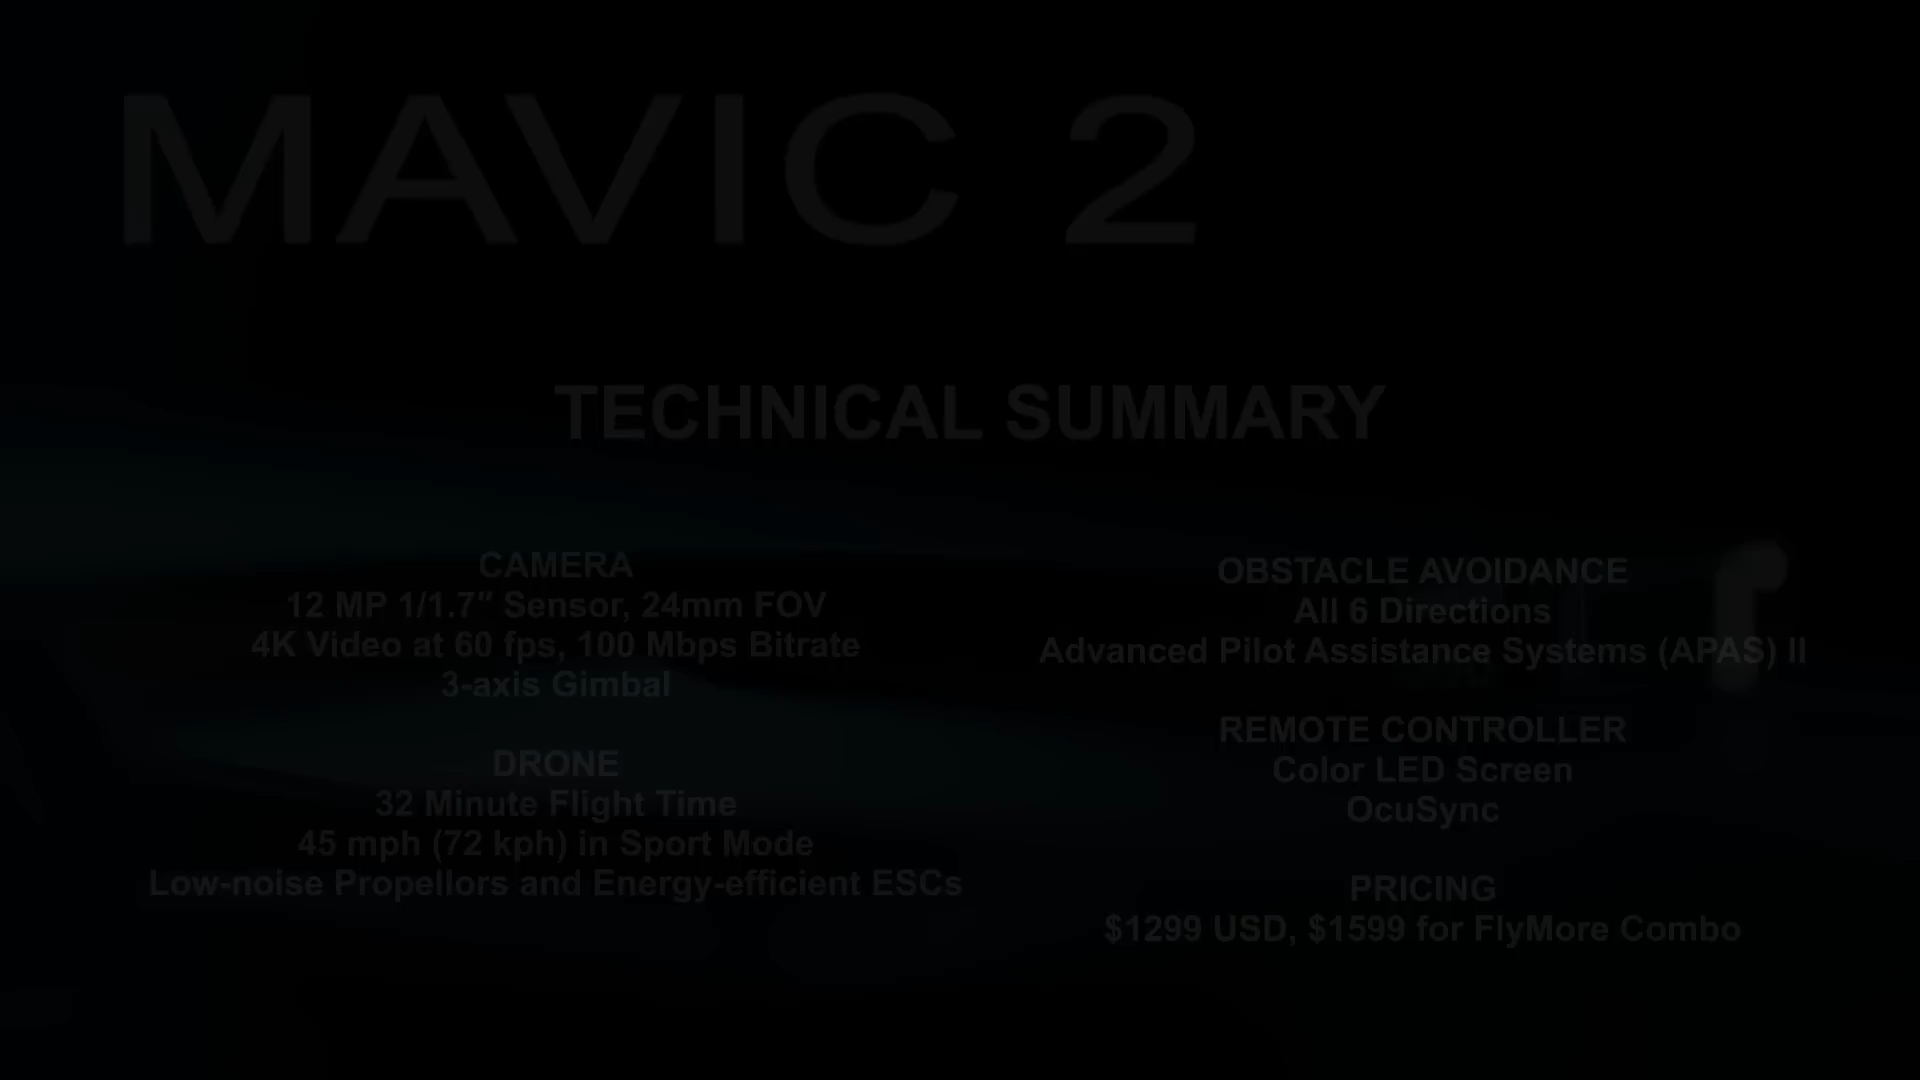 MAVIC 2
TECHNICAL SUMMARY
CAMERA
12 MP 1/1.7" Sensor, 24mm FOV
4K Video at 60 fps, 100 Mbps Bitrate
3-axis Gimbal
DRONE
32 Minute Flight Time
45 mph (72 kph) in Sport Mode
Low-noise Propellors and Energy-efficient ESCs
OBSTACLE AVOIDANCE
All 6 Directions
Advanced Pilot Assistance Systems (APAS) II
REMOTE CONTROLLER
Color LED Screen
OcuSync
PRICING
$1299 USD, $1599 for FlyMore Combo